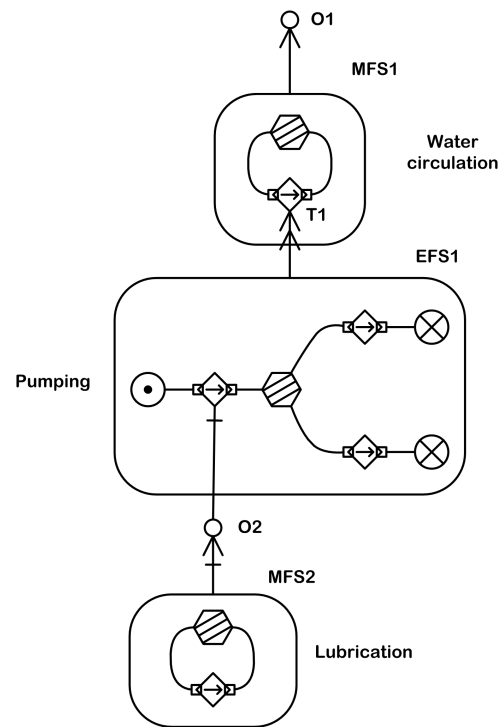 O1
MFS1
Water
circulation
T1
EFS1
Pumping
O2
MFS2
Lubrication